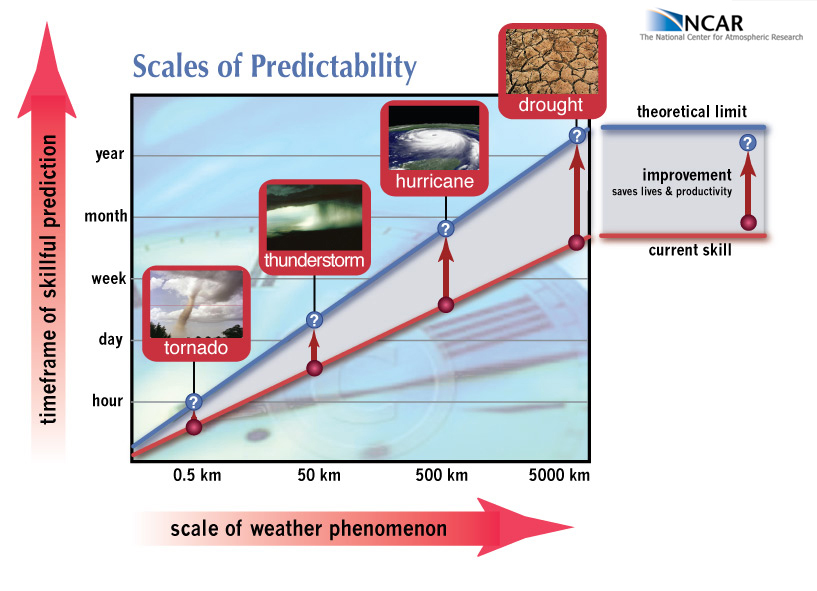 NCAR
The National Center for Atmospheric Research
Scales of Predictability
timeframe of skillful prediction
year
month
week
day
hour
drought
hurricane
thunderstorm
tornado
?
?
?
?
theoretical limit
?
improvement
saves lives & productivity
current skill
0.5 km
50 km
500 km
5000 km
scale of weather phenomenon